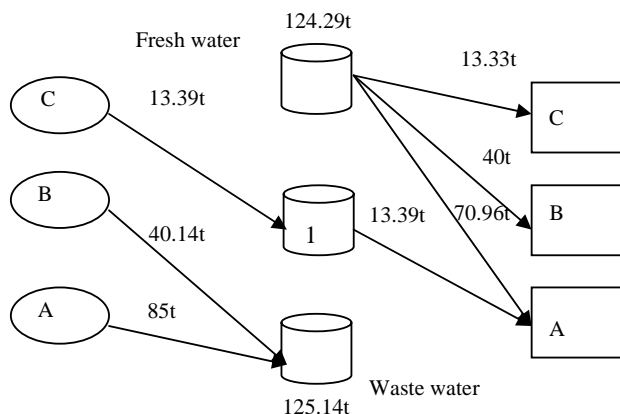 124.29t
Fresh water
13.33t
C
13.39t
C
40t
B
40.14t
1
13.39t
70.96t
B
A
85t
A
Waste water
125.14t